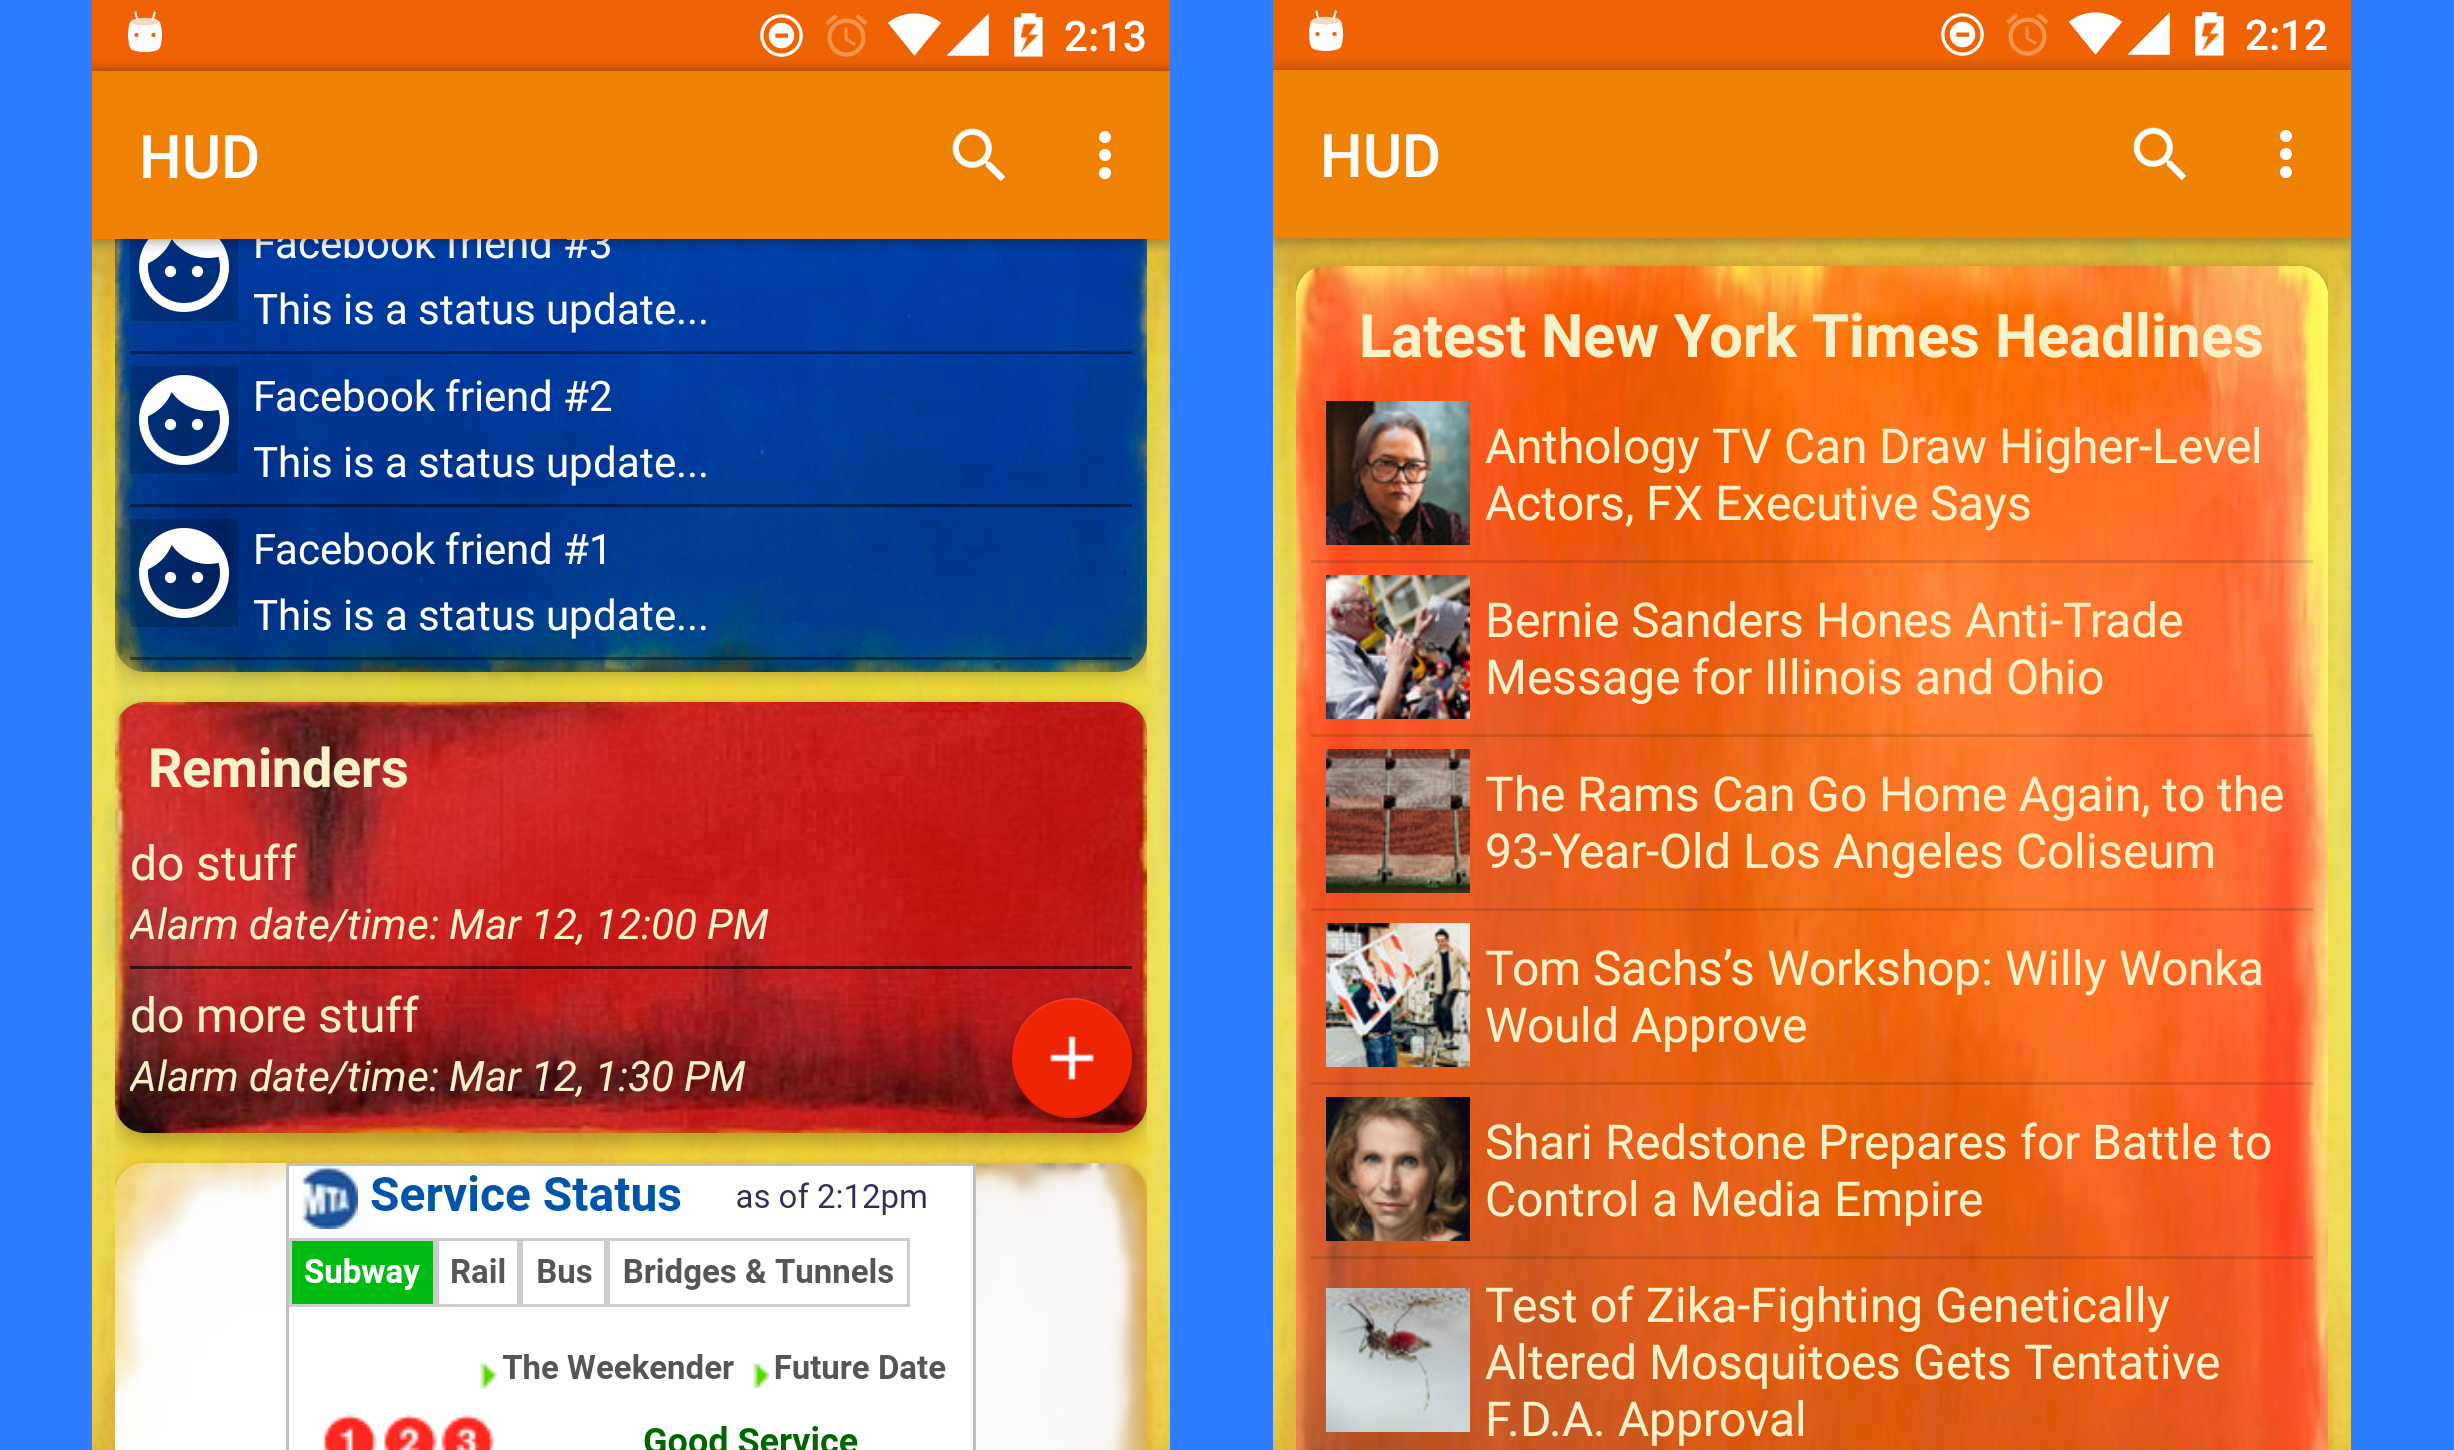 2:13
HUD
Facebook friend #3
This is a status update...
Facebook friend #2
This is a status update...
Facebook friend #1
This is a status update...
Reminders
do stuff
Alarm date/time: Mar 12, 12:00 PM
do more stuff
Alarm date/time: Mar 12, 1:30 PM
+
MTA Service Status as of 2:12pm
Subway Rail Bus Bridges & Tunnels
The Weekender Future Date
1 2 3 Good Service
2:12
HUD
Latest New York Times Headlines
Anthology TV Can Draw Higher-Level
Actors, FX Executive Says
Bernie Sanders Hones Anti-Trade
Message for Illinois and Ohio
The Rams Can Go Home Again, to the
93-Year-Old Los Angeles Coliseum
Tom Sachs’s Workshop: Willy Wonka
Would Approve
Shari Redstone Prepares for Battle to
Control a Media Empire
Test of Zika-Fighting Genetically
Altered Mosquitoes Gets Tentative
F.D.A. Approval